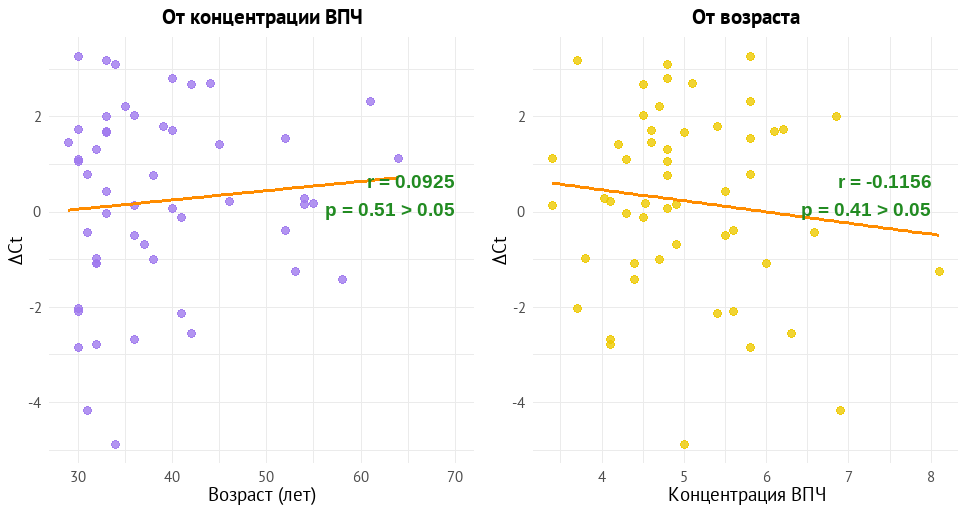 От концентрации ВПЧ
ΔCt
2
0
-2
-4
r = 0.0925
p = 0.51 > 0.05
30 40 50 60 70
Возраст (лет)
От возраста
ΔCt
2
0
-2
-4
r = -0.1156
p = 0.41 > 0.05
4 5 6 7 8
Концентрация ВПЧ